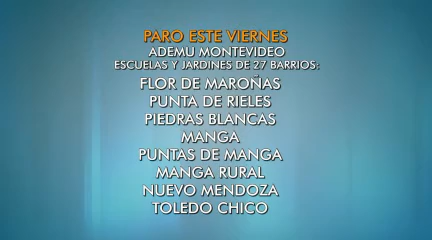 PARO ESTE VIERNES
ADEMU MONTEVIDEO
ESCUELAS Y JARDINES DE 27 BARRIOS:
FLOR DE MAROÑAS
PUNTA DE RIELES
PIEDRAS BLANCAS
MANGA
PUNTAS DE MANGA
MANGA RURAL
NUEVO MENDOZA
TOLEDO CHICO